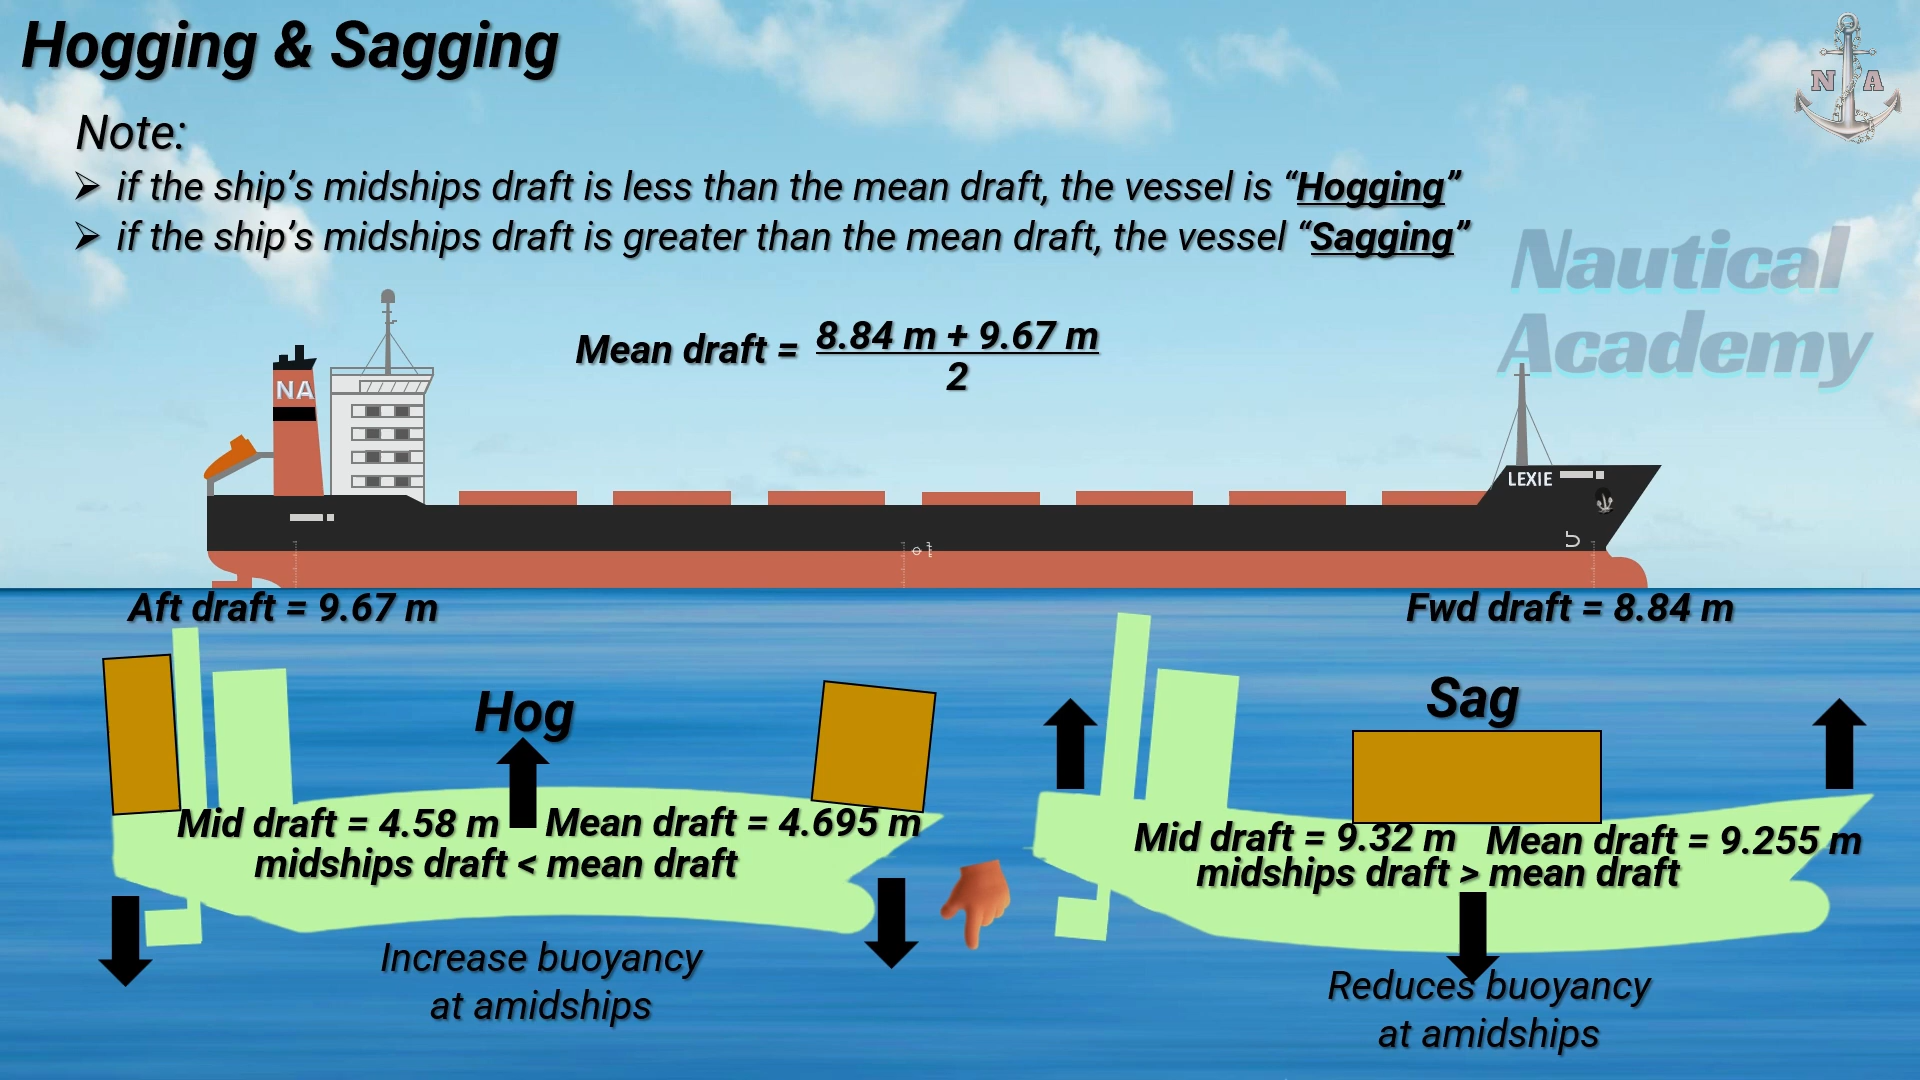 Hogging & Sagging
N A
Note:
➢ if the ship’s midships draft is less than the mean draft, the vessel is “Hogging”
➢ if the ship’s midships draft is greater than the mean draft, the vessel “Sagging”
Nautical
Academy
Mean draft = 8.84 m + 9.67 m
2
NA
LEXIE
Aft draft = 9.67 m
Fwd draft = 8.84 m
Hog
Mid draft = 4.58 m
Mean draft = 4.695 m
midships draft < mean draft
Increase buoyancy
at amidships
Sag
Mid draft = 9.32 m
Mean draft = 9.255 m
midships draft > mean draft
Reduces buoyancy
at amidships